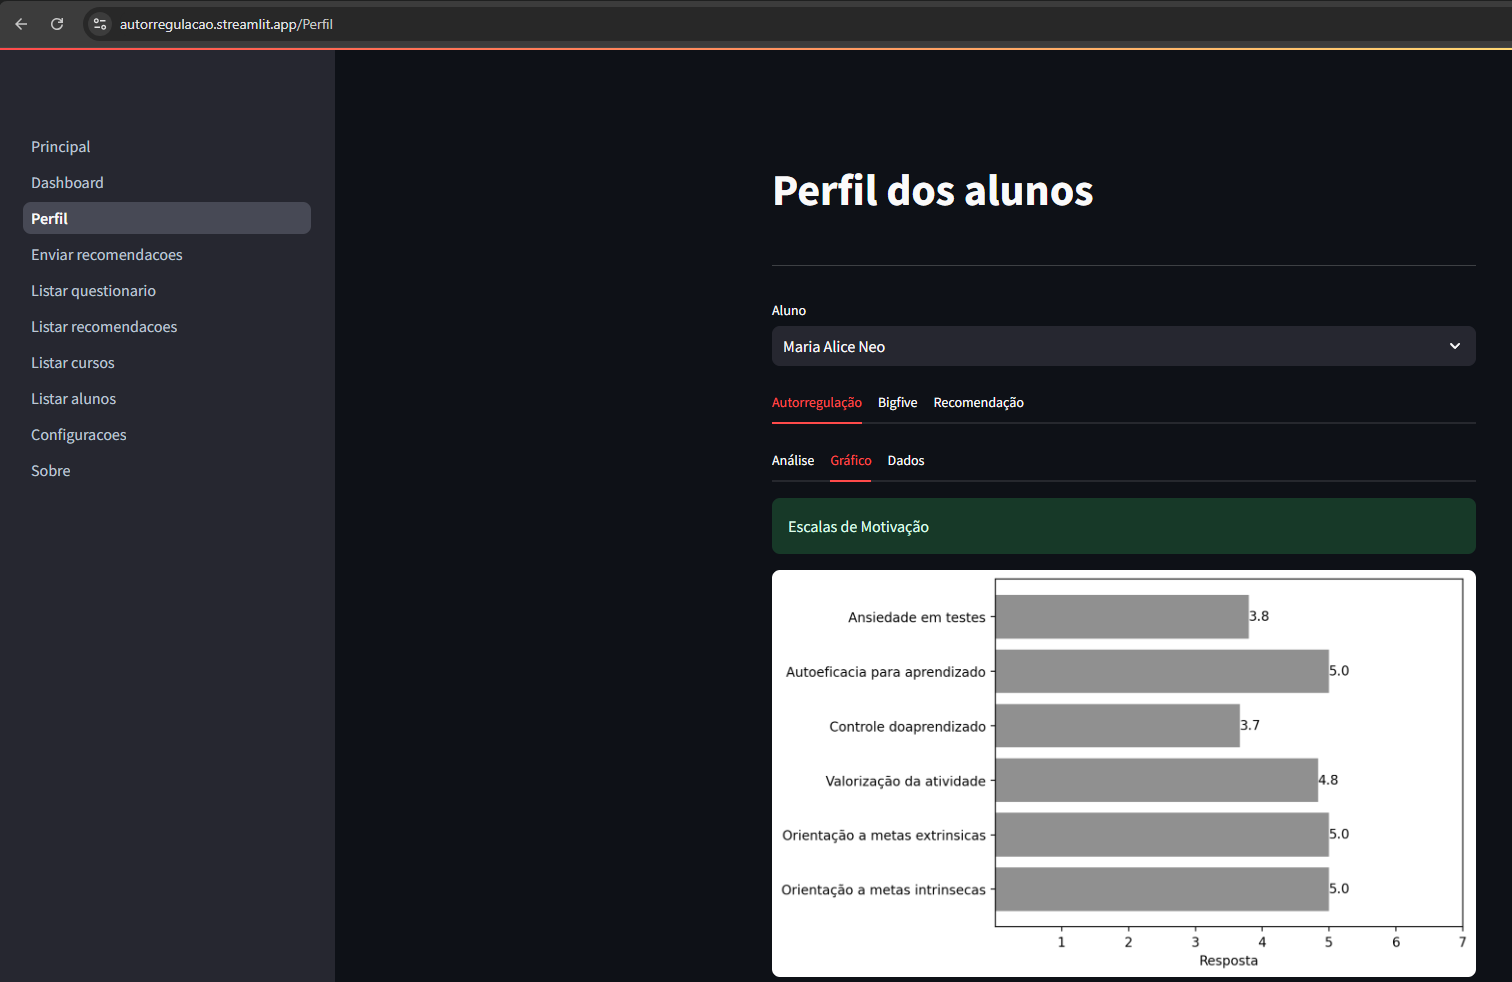 autorregulacao.streamlit.app/Perfil
Principal
Dashboard
Perfil
Enviar recomendacoes
Listar questionario
Listar recomendacoes
Listar cursos
Listar alunos
Configuracoes
Sobre
Perfil dos alunos
Aluno
Maria Alice Neo
Autorregulação Bigfive Recomendação
Análise Gráfico Dados
Escalas de Motivação
Ansiedade em testes 3.8
Autoeficacia para aprendizado 5.0
Controle doaprendizado 3.7
Valorização da atividade 4.8
Orientação a metas extrinsicas 5.0
Orientação a metas intrinsecas 5.0
1 2 3 4 5 6 7
Resposta